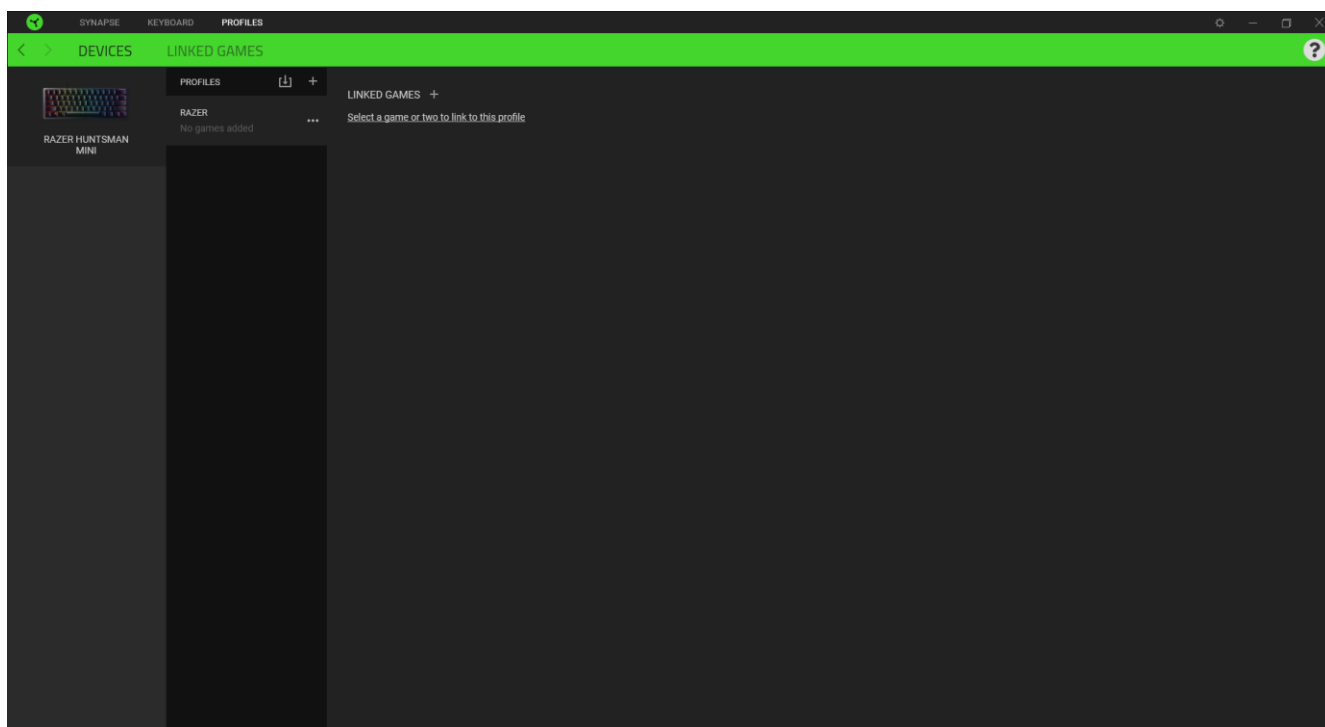 SYNAPSE KEYBOARD PROFILES
DEVICES LINKED GAMES
?
RAZER HUNTSMAN
MINI
PROFILES
RAZER
No games added
LINKED GAMES +
Select a game or two to link to this profile